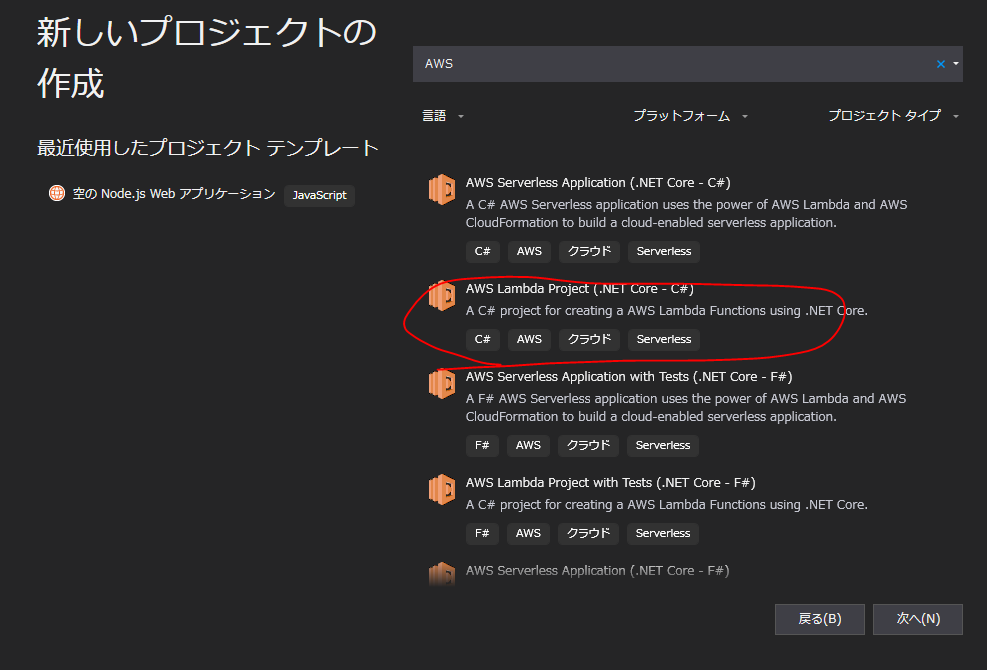 新しいプロジェクトの
作成
最近使用したプロジェクト テンプレート
空の Node.js Web アプリケーション JavaScript
AWS
言語 プラットフォーム プロジェクト タイプ
AWS Serverless Application (.NET Core - C#)
A C# AWS Serverless application uses the power of AWS Lambda and AWS
CloudFormation to build a cloud-enabled serverless application.
C# AWS クラウド Serverless
AWS Lambda Project (.NET Core - C#)
A C# project for creating a AWS Lambda Functions using .NET Core.
C# AWS クラウド Serverless
AWS Serverless Application with Tests (.NET Core - F#)
A F# AWS Serverless application uses the power of AWS Lambda and AWS
CloudFormation to build a cloud-enabled serverless application.
F# AWS クラウド Serverless
AWS Lambda Project with Tests (.NET Core - F#)
A C# project for creating a AWS Lambda Functions using .NET Core.
F# AWS クラウド Serverless
AWS Serverless Application (.NET Core - F#)
戻る(B) 次へ(N)